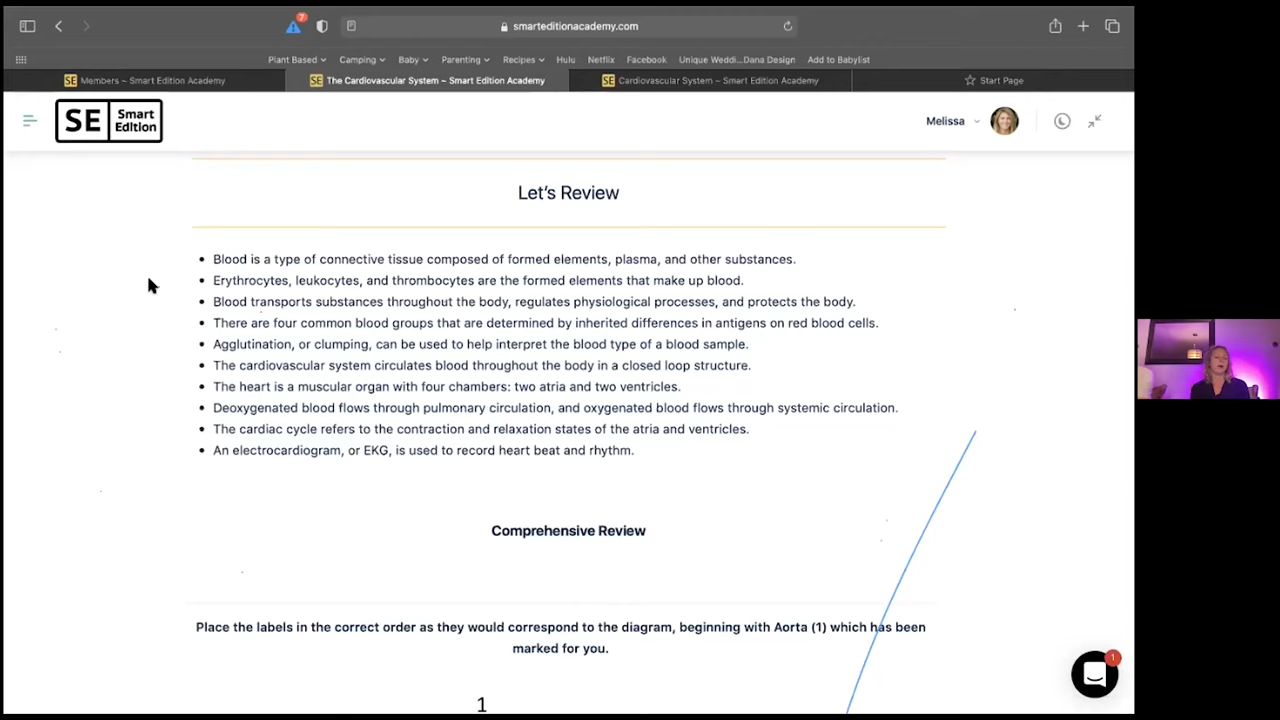 7
smarteditionacademy.com
Plant Based Camping Baby Parenting Recipes Hulu Netflix Facebook Unique Weddi...Dana Design Add to Babylist
SE Members ~ Smart Edition Academy
SE The Cardiovascular System ~ Smart Edition Academy
SE Cardiovascular System ~ Smart Edition Academy
Start Page
SE Smart
Edition
Melissa
Let's Review
• Blood is a type of connective tissue composed of formed elements, plasma, and other substances.
• Erythrocytes, leukocytes, and thrombocytes are the formed elements that make up blood.
• Blood transports substances throughout the body, regulates physiological processes, and protects the body.
• There are four common blood groups that are determined by inherited differences in antigens on red blood cells.
• Agglutination, or clumping, can be used to help interpret the blood type of a blood sample.
• The cardiovascular system circulates blood throughout the body in a closed loop structure.
• The heart is a muscular organ with four chambers: two atria and two ventricles.
• Deoxygenated blood flows through pulmonary circulation, and oxygenated blood flows through systemic circulation.
• The cardiac cycle refers to the contraction and relaxation states of the atria and ventricles.
• An electrocardiogram, or EKG, is used to record heart beat and rhythm.
Comprehensive Review
Place the labels in the correct order as they would correspond to the diagram, beginning with Aorta (1) which has been
marked for you.
1
1